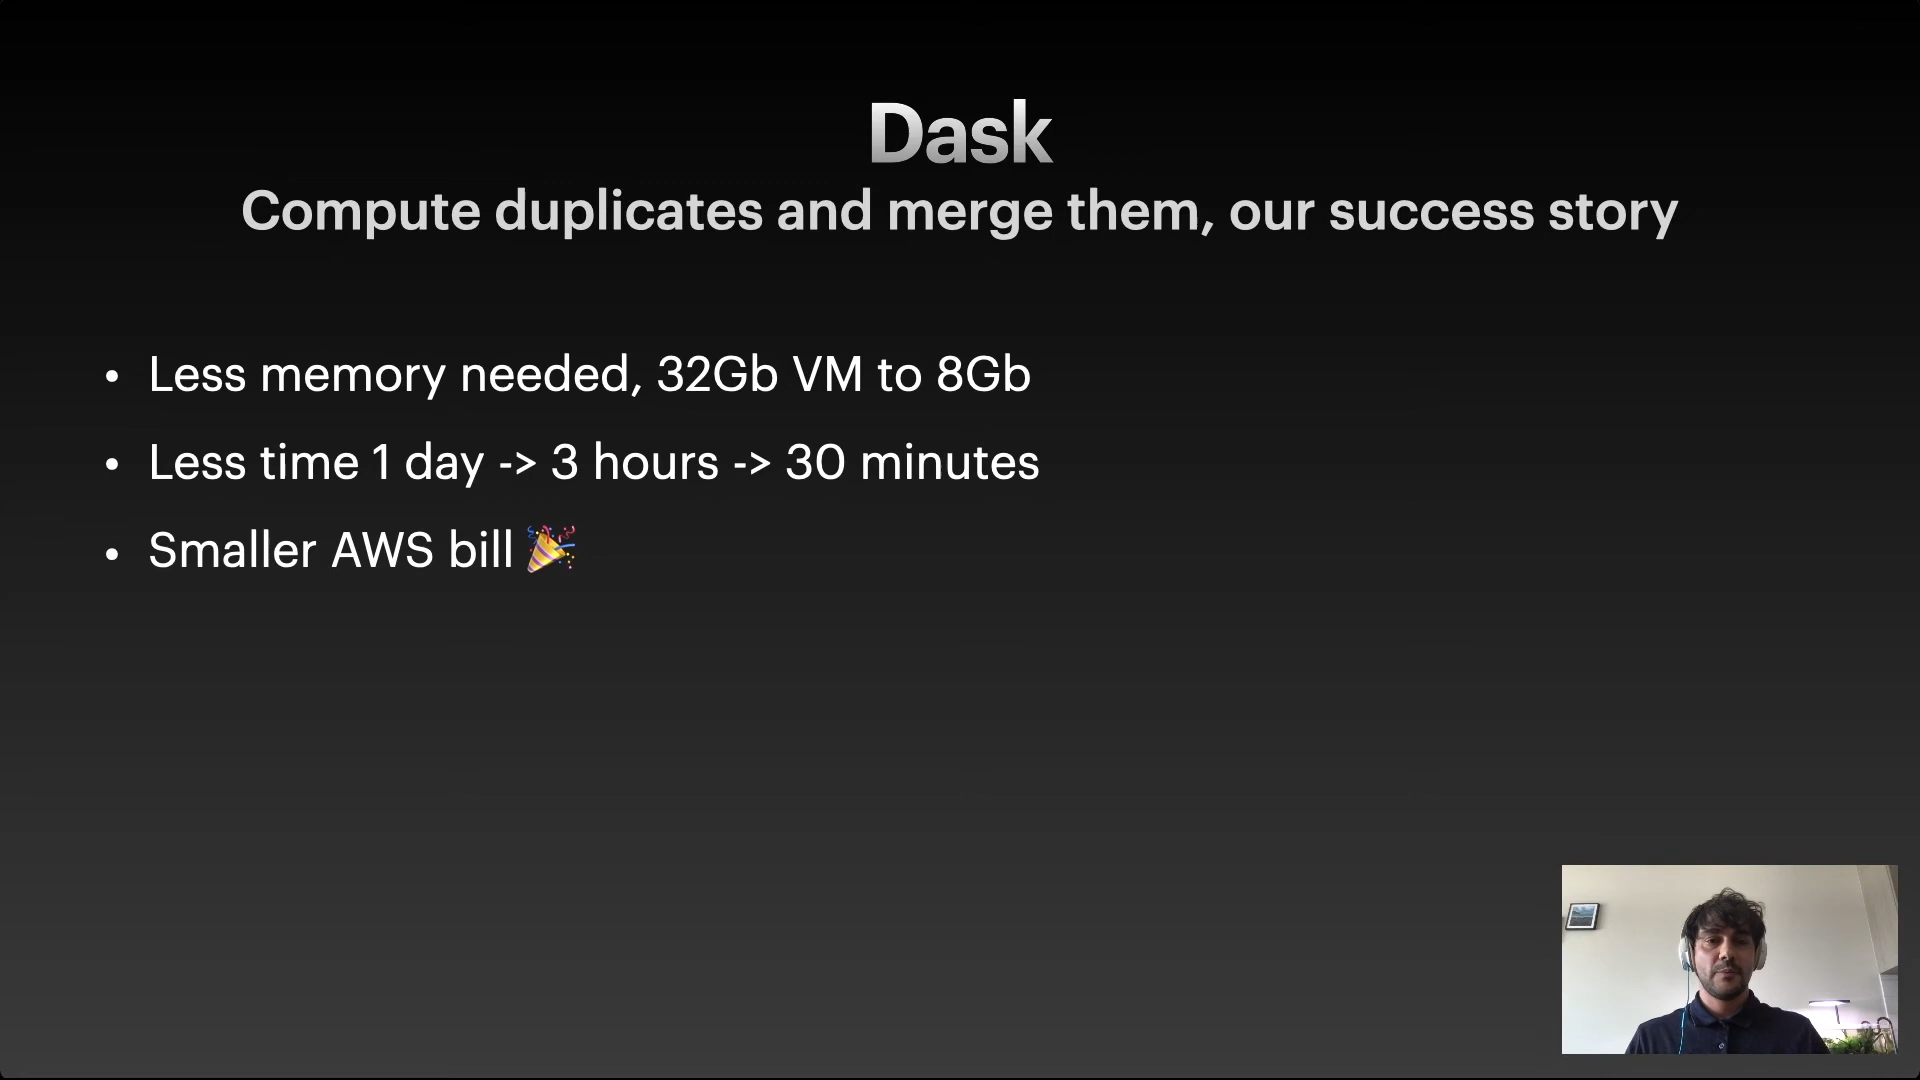 Dask
Compute duplicates and merge them, our success story
• Less memory needed, 32Gb VM to 8Gb
• Less time 1 day -> 3 hours -> 30 minutes
• Smaller AWS bill 🎉